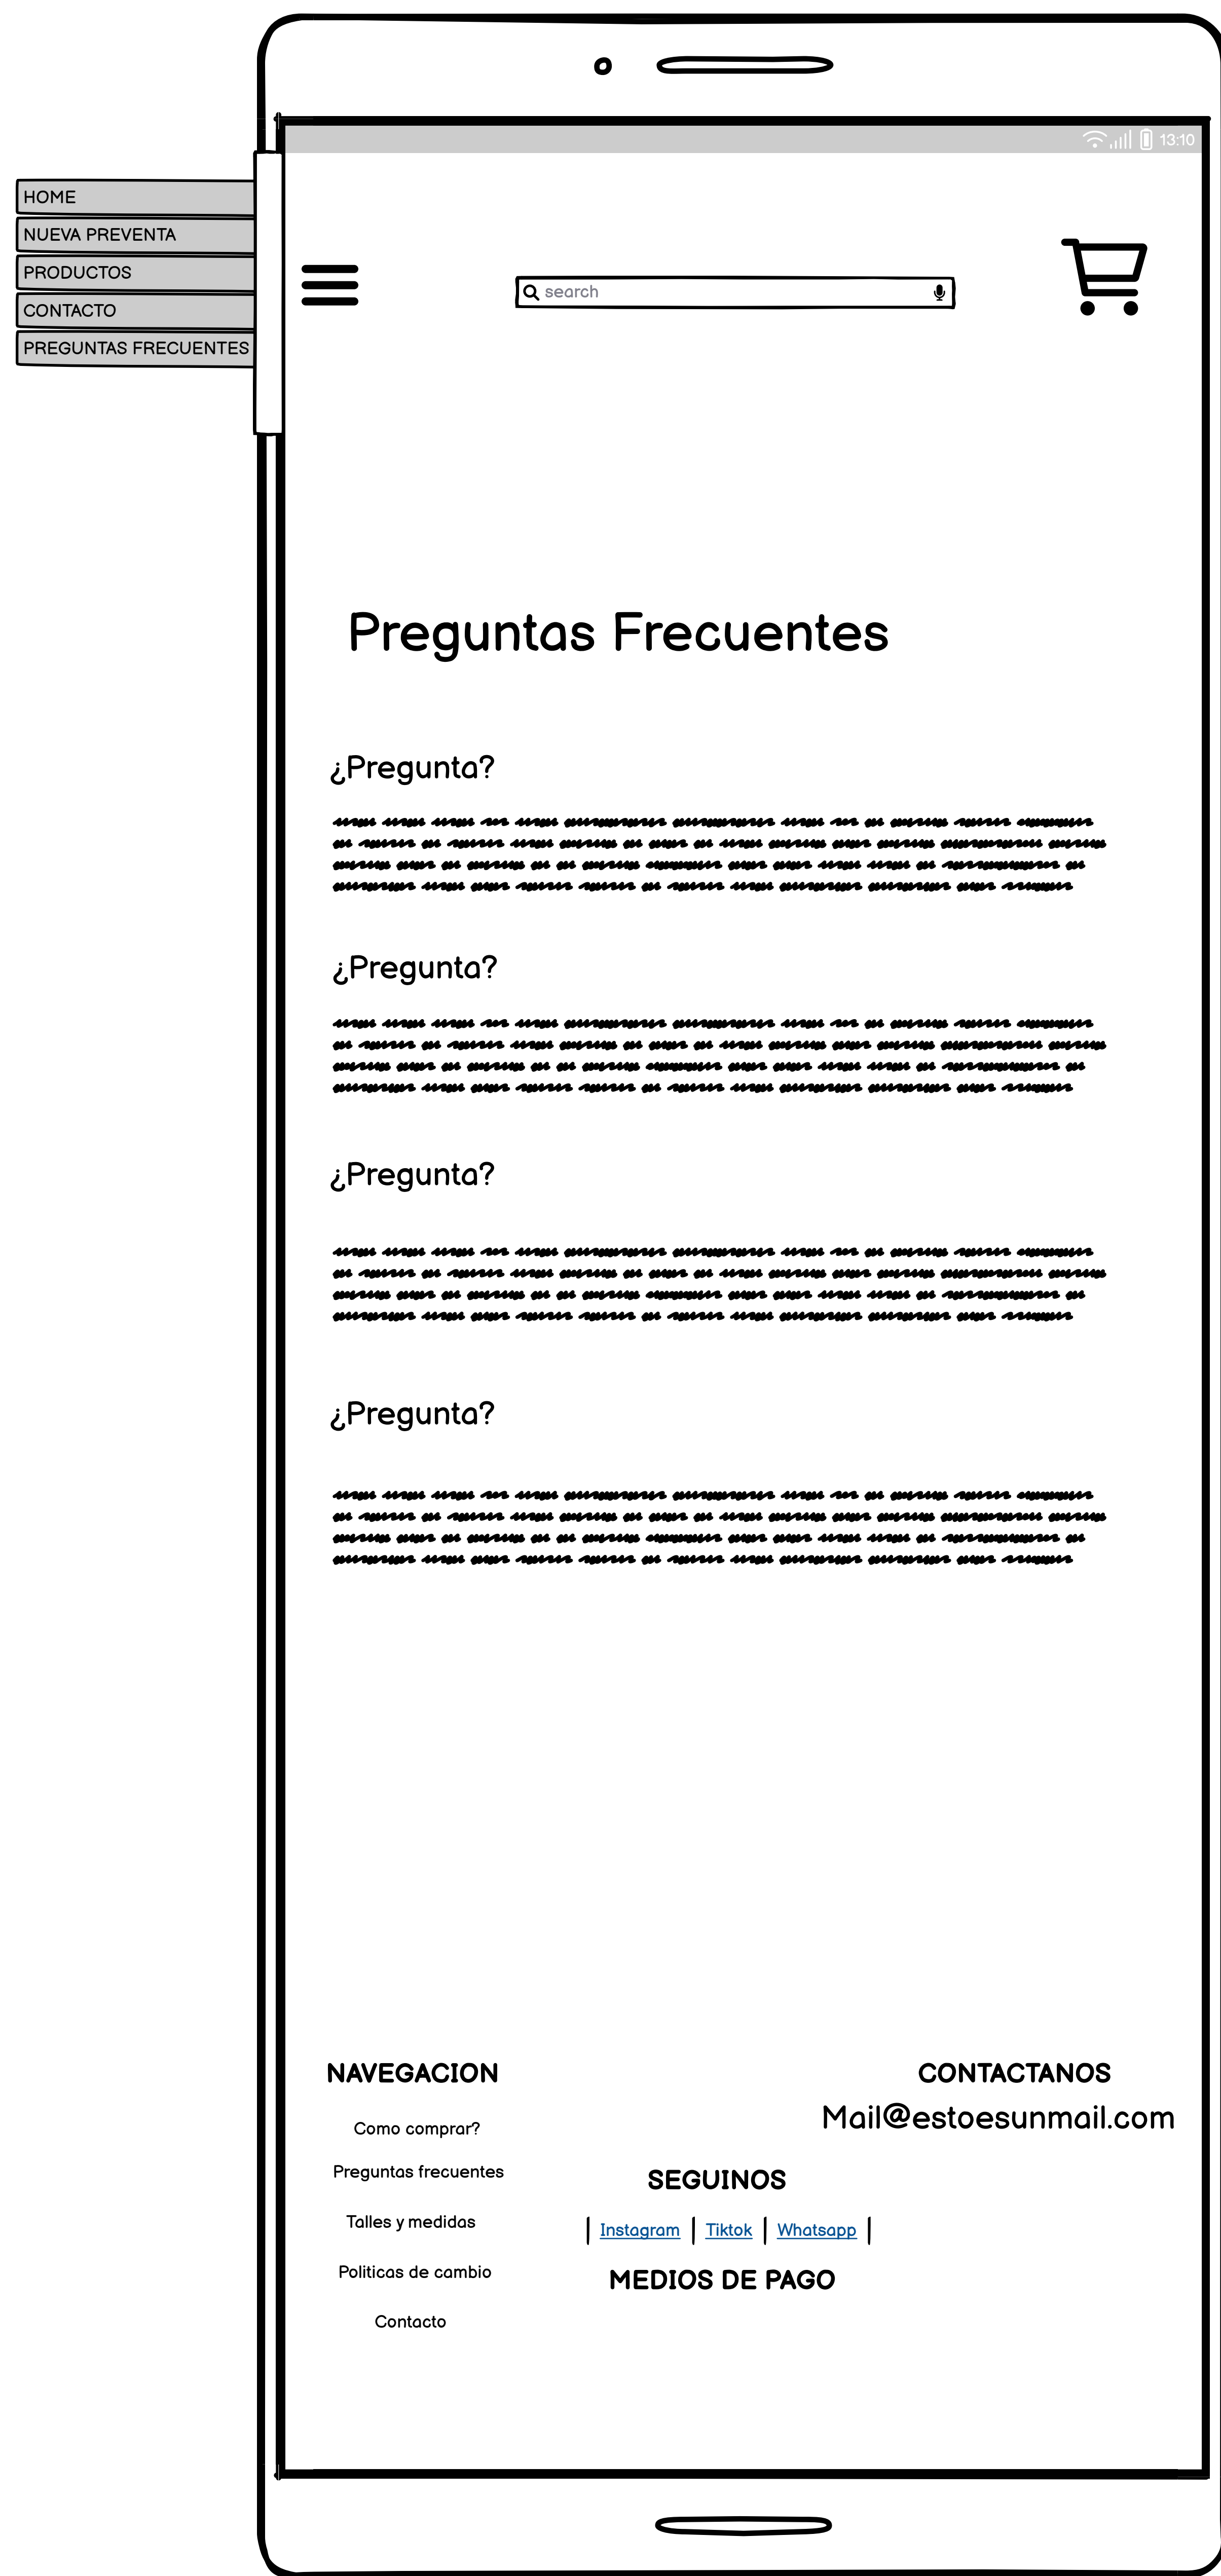 13:10
HOME
NUEVA PREVENTA
PRODUCTOS
CONTACTO
PREGUNTAS FRECUENTES
search
Preguntas Frecuentes
¿Pregunta?
¿Pregunta?
¿Pregunta?
¿Pregunta?
NAVEGACION
Como comprar?
Preguntas frecuentes
Talles y medidas
Politicas de cambio
Contacto
CONTACTANOS
Mail@estoesunmail.com
SEGUINOS
Instagram | Tiktok | Whatsapp
MEDIOS DE PAGO